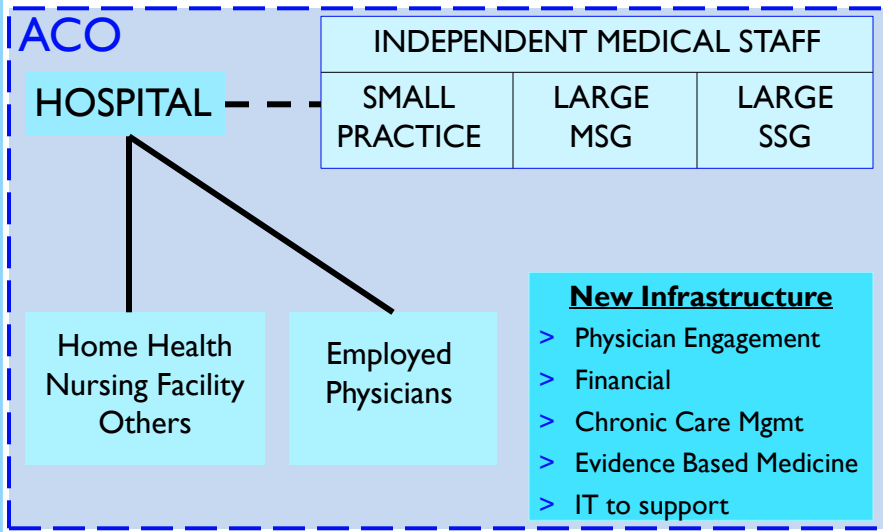 ACO
INDEPENDENT MEDICAL STAFF
HOSPITAL
SMALL
PRACTICE
LARGE
MSG
LARGE
SSG
Home Health
Nursing Facility
Others
Employed
Physicians
New Infrastructure
> Physician Engagement
> Financial
> Chronic Care Mgmt
> Evidence Based Medicine
> IT to support